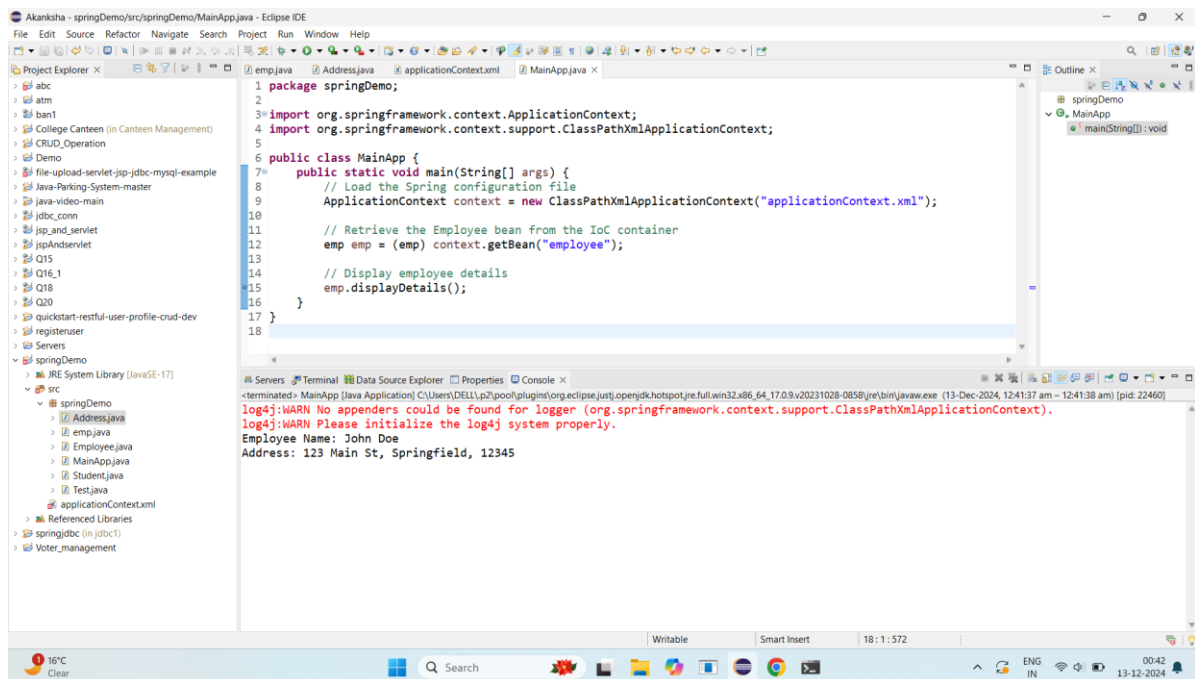 Akanksha - springDemo/src/springDemo/MainApp.java - Eclipse IDE
File Edit Source Refactor Navigate Search Project Run Window Help
Project Explorer
abc
atm
ban1
College Canteen (in Canteen Management)
CRUD_Operation
Demo
file-upload-servlet-jsp-jdbc-mysql-example
Java-Parking-System-master
java-video-main
jdbc_conn
jsp_and_servlet
jspAndservlet
Q15
Q16_1
Q18
Q20
quickstart-restful-user-profile-crud-dev
registeruser
Servers
springDemo
JRE System Library [JavaSE-17]
src
springDemo
Address.java
emp.java
Employee.java
MainApp.java
Student.java
Test.java
applicationContext.xml
Referenced Libraries
springjdbc (in jdbc1)
Voter_management
emp.java Address.java applicationContext.xml MainApp.java
1 package springDemo;
2
3 import org.springframework.context.ApplicationContext;
4 import org.springframework.context.support.ClassPathXmlApplicationContext;
5
6 public class MainApp {
7 public static void main(String[] args) {
8 // Load the Spring configuration file
9 ApplicationContext context = new ClassPathXmlApplicationContext("applicationContext.xml");
10
11 // Retrieve the Employee bean from the IoC container
12 emp emp = (emp) context.getBean("employee");
13
14 // Display employee details
15 emp.displayDetails();
16 }
17 }
18
Outline
springDemo
MainApp
main(String[]) : void
Servers Terminal Data Source Explorer Properties Console
<terminated> MainApp [Java Application] C:\Users\DELL\.p2\pool\plugins\org.eclipse.justj.openjdk.hotspot.jre.full.win32.x86_64_17.0.9.v20231028-0858\jre\bin\javaw.exe (13-Dec-2024, 12:41:37 am – 12:41:38 am) [pid: 22460]
log4j:WARN No appenders could be found for logger (org.springframework.context.support.ClassPathXmlApplicationContext).
log4j:WARN Please initialize the log4j system properly.
Employee Name: John Doe
Address: 123 Main St, Springfield, 12345
Writable Smart Insert 18 : 1 : 572
1
16°C
Clear
Search
ENG
IN
00:42
13-12-2024